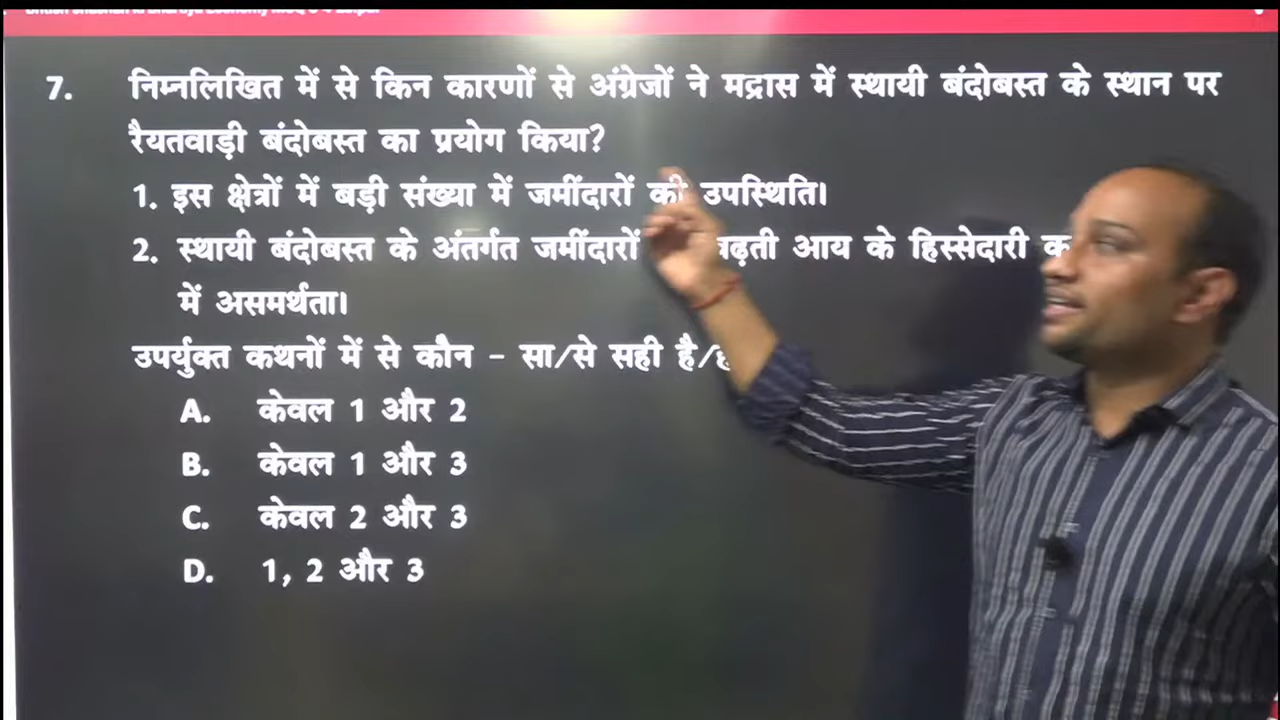 7. निम्नलिखित में से किन कारणों से अंग्रेजों ने मद्रास में स्थायी बंदोबस्त के स्थान पर
रैयतवाड़ी बंदोबस्त का प्रयोग किया?
1. इस क्षेत्रों में बड़ी संख्या में जमींदारों की उपस्थिति।
2. स्थायी बंदोबस्त के अंतर्गत जमींदारों बढ़ती आय के हिस्सेदारी
में असमर्थता।
उपर्युक्त कथनों में से कौन - सा/से सही है/
A. केवल 1 और 2
B. केवल 1 और 3
C. केवल 2 और 3
D. 1, 2 और 3